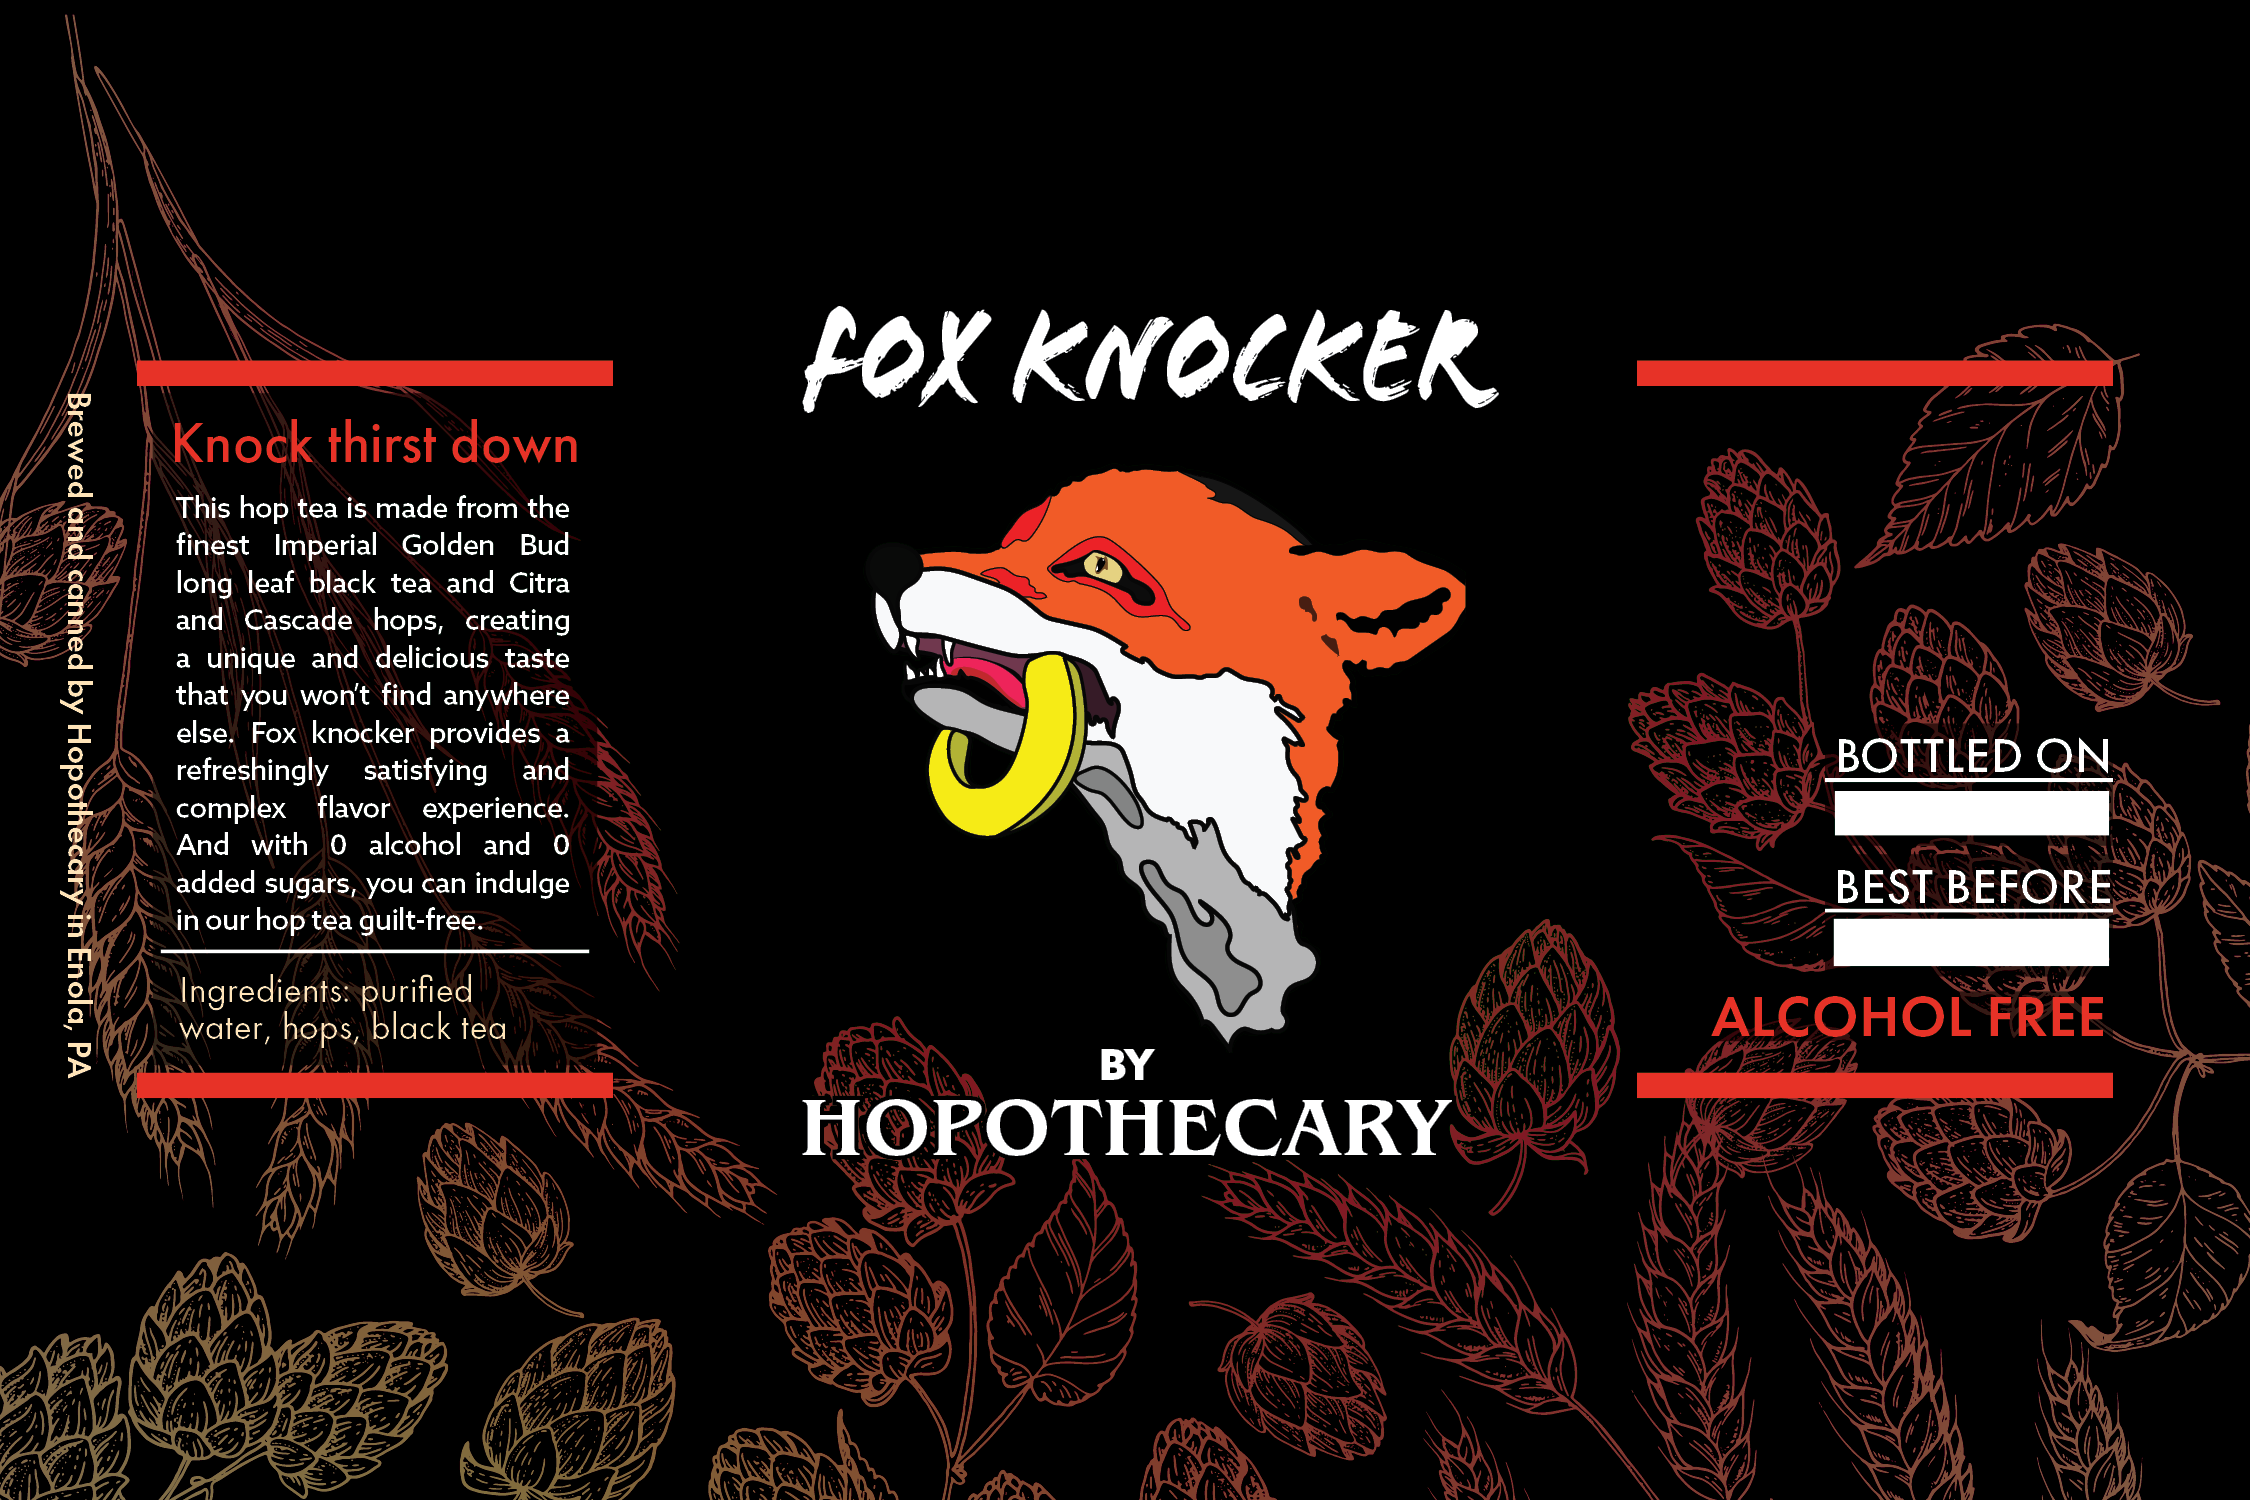 Brewed and canned by Hopothecary in Enola, PA
Knock thirst down
This hop tea is made from the
finest Imperial Golden Bud
long leaf black tea and Citra
and Cascade hops, creating
a unique and delicious taste
that you won't find anywhere
else. Fox knocker provides a
refreshingly satisfying and
complex flavor experience.
And with 0 alcohol and 0
added sugars, you can indulge
in our hop tea guilt-free.
Ingredients: purified
water, hops, black tea
FOX KNOCKER
BY
HOPOTHECARY
BOTTLED ON
BEST BEFORE
ALCOHOL FREE